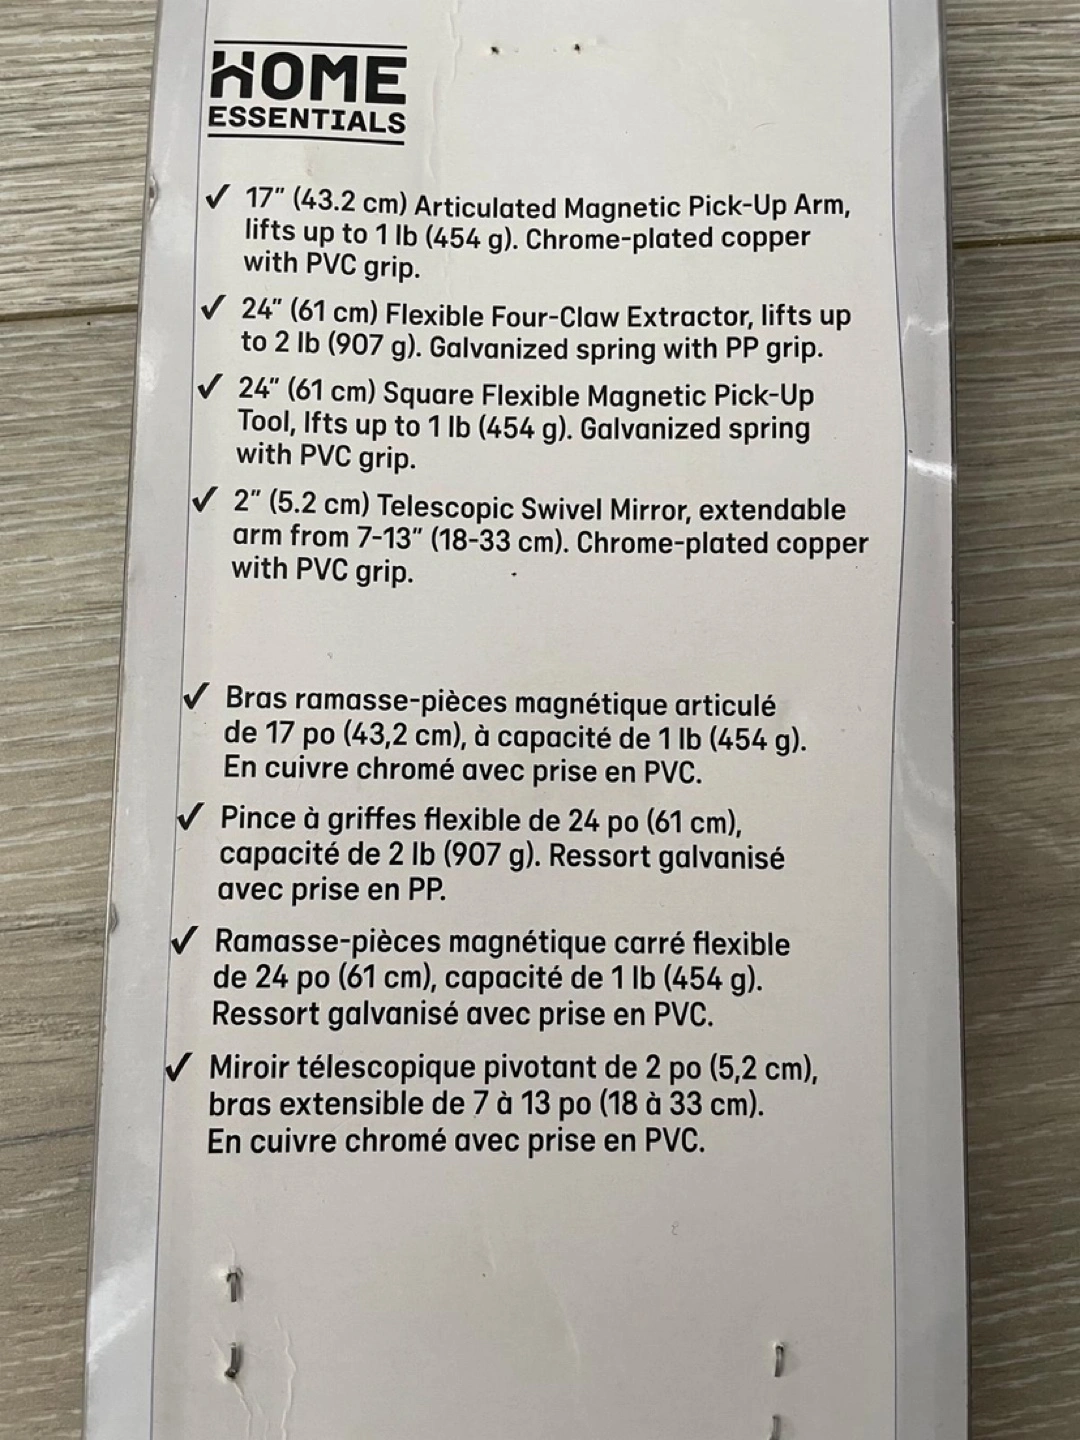 HOME
ESSENTIALS
✓ 17" (43.2 cm) Articulated Magnetic Pick-Up Arm,
lifts up to 1 lb (454 g). Chrome-plated copper
with PVC grip.
✓ 24" (61 cm) Flexible Four-Claw Extractor, lifts up
to 2 lb (907 g). Galvanized spring with PP grip.
✓ 24" (61 cm) Square Flexible Magnetic Pick-Up
Tool, lfts up to 1 lb (454 g). Galvanized spring
with PVC grip.
✓ 2" (5.2 cm) Telescopic Swivel Mirror, extendable
arm from 7-13" (18-33 cm). Chrome-plated copper
with PVC grip.
✓ Bras ramasse-pièces magnétique articulé
de 17 po (43,2 cm), à capacité de 1 lb (454 g).
En cuivre chromé avec prise en PVC.
✓ Pince à griffes flexible de 24 po (61 cm),
capacité de 2 lb (907 g). Ressort galvanisé
avec prise en PP.
✓ Ramasse-pièces magnétique carré flexible
de 24 po (61 cm), capacité de 1 lb (454 g).
Ressort galvanisé avec prise en PVC.
✓ Miroir télescopique pivotant de 2 po (5,2 cm),
bras extensible de 7 à 13 po (18 à 33 cm).
En cuivre chromé avec prise en PVC.